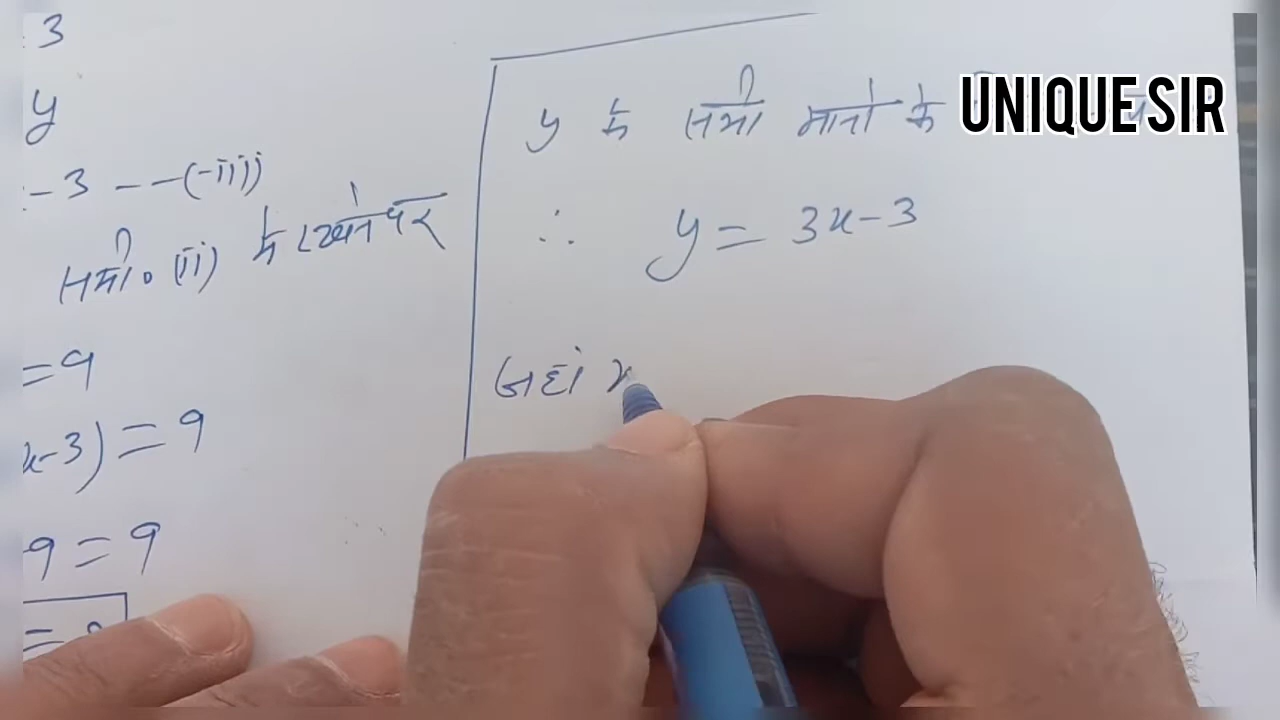 3
y
- 3 - - (-iii)
समी० (ii) के स्थान पर
= 9
x-3) = 9
9 = 9
=
y के सभी मानों के
UNIQUE SIR
∴ y = 3x-3
जहां x